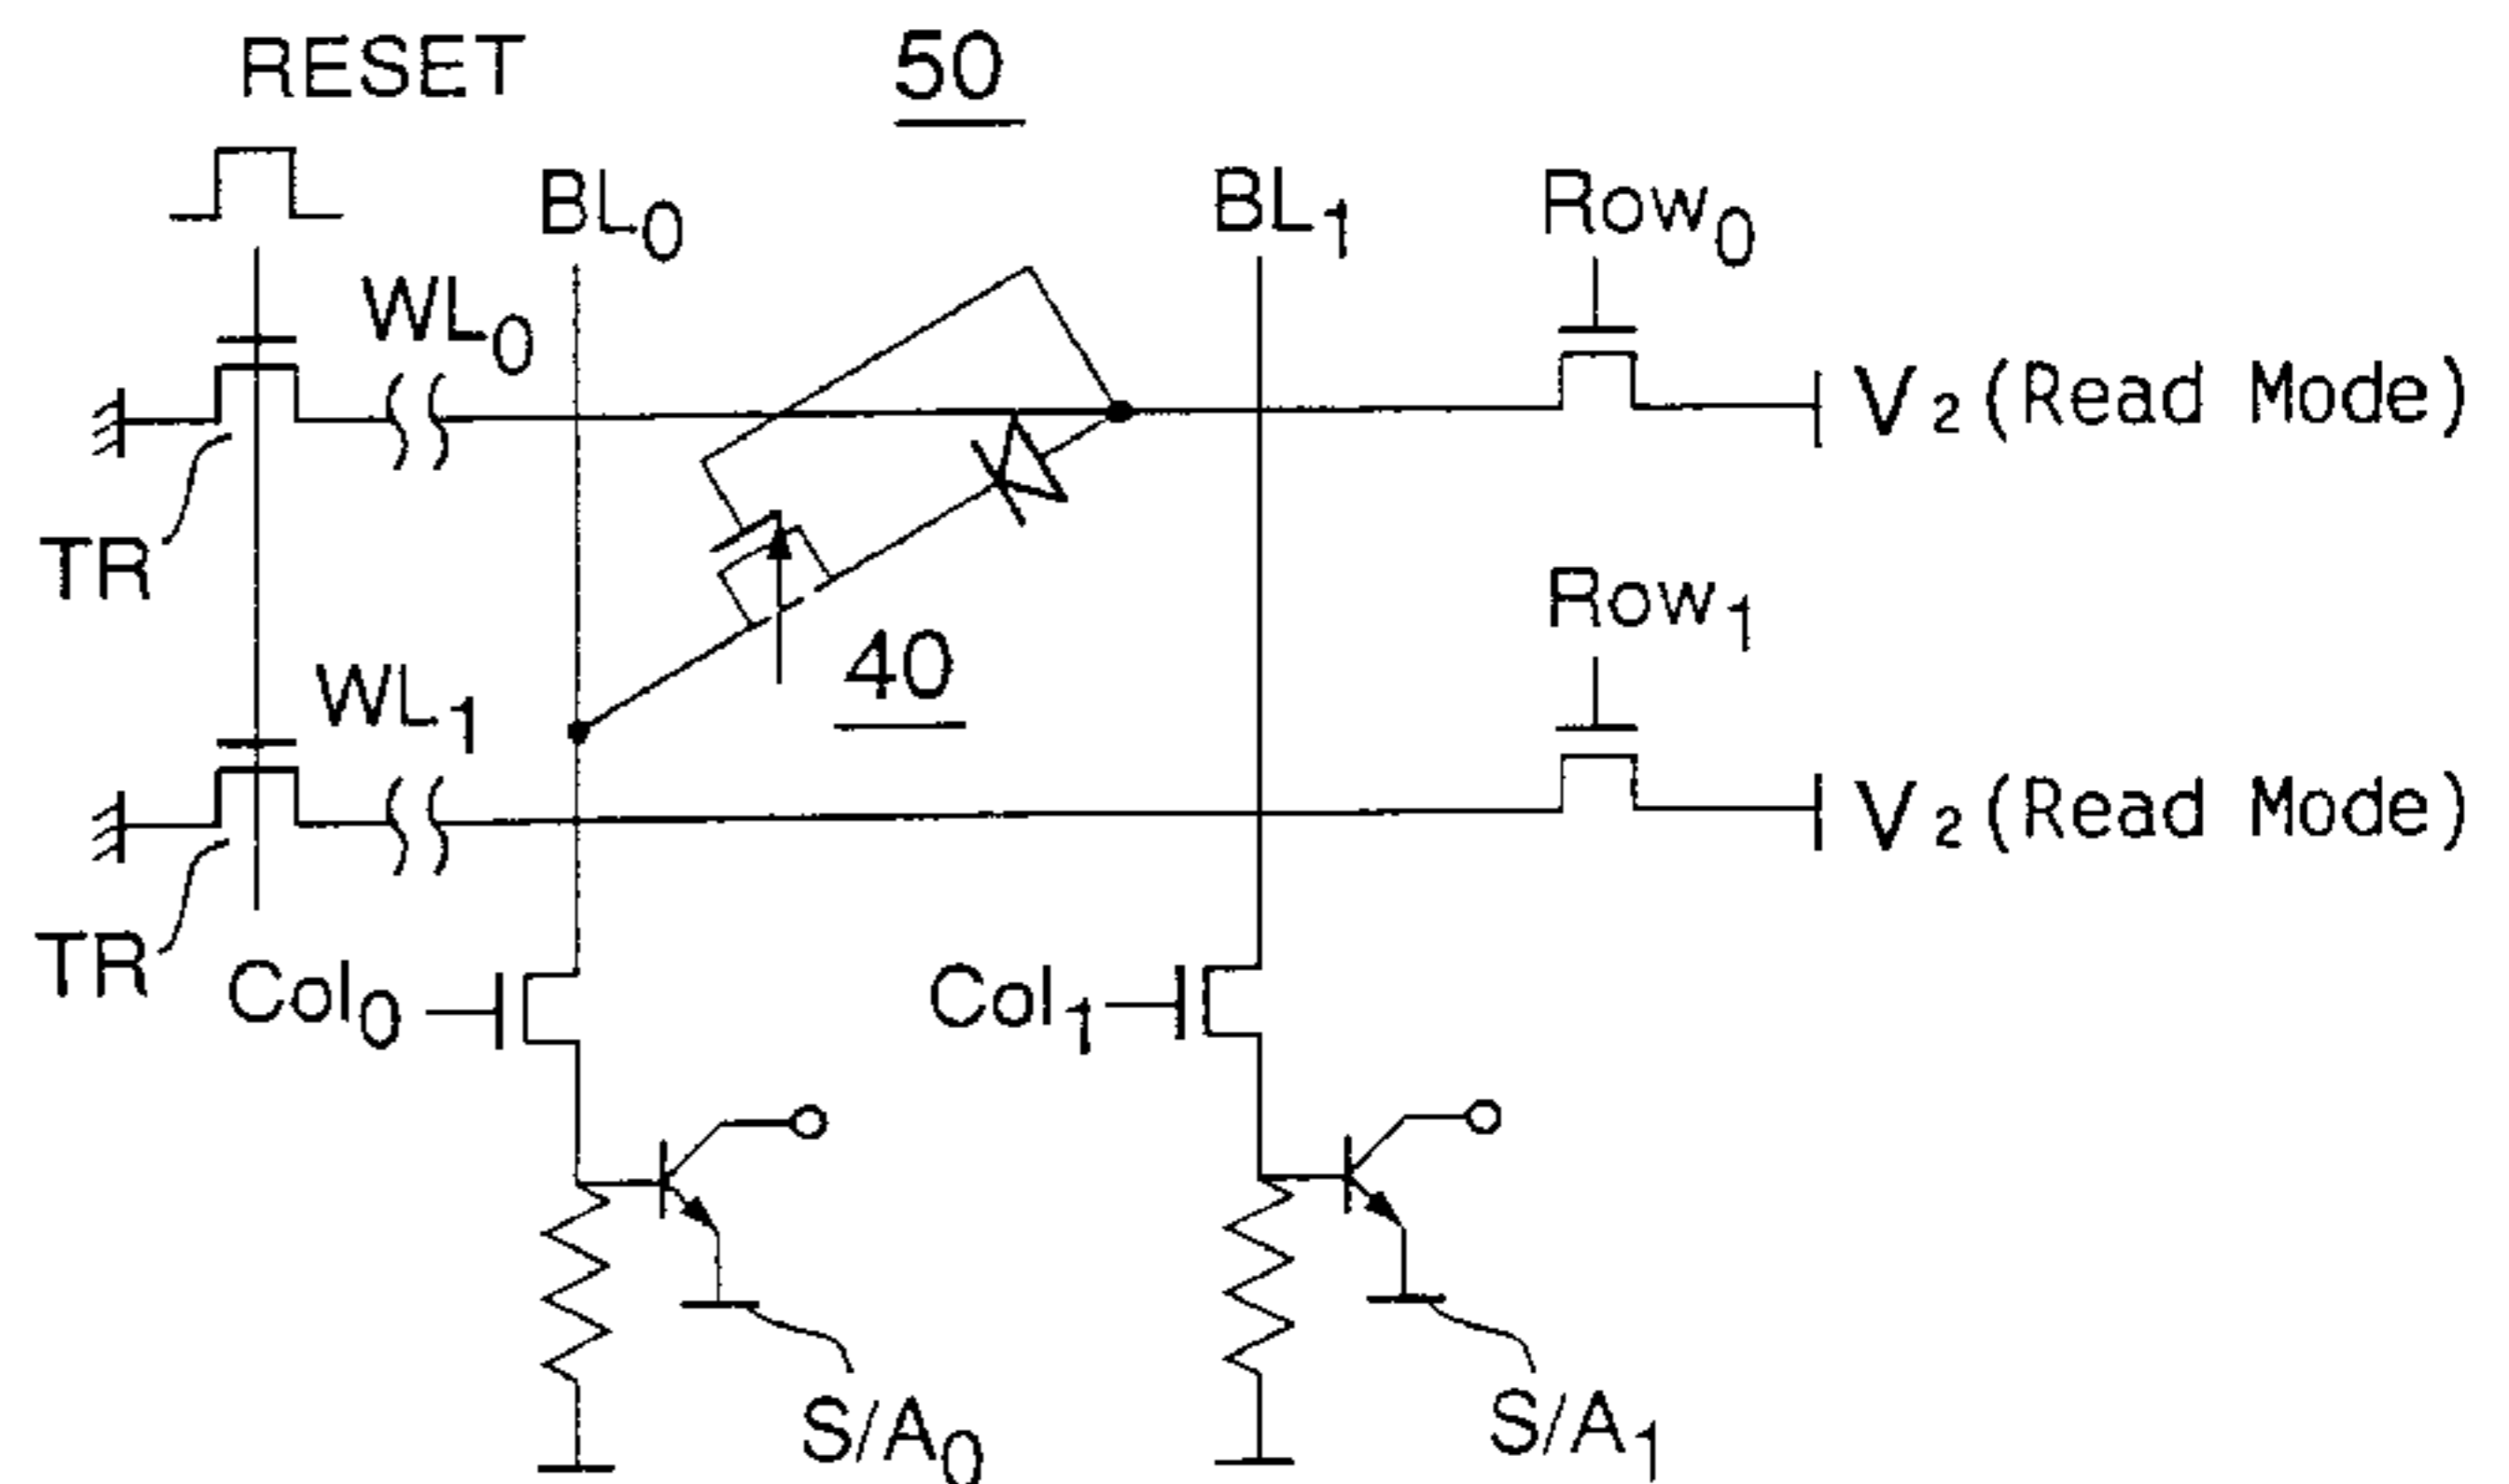 RESET
50
BL0
BL1
Row0
WL0
V2(Read Mode)
TR
Row1
40
WL1
V2(Read Mode)
TR
Col0
Col1
S/A0
S/A1